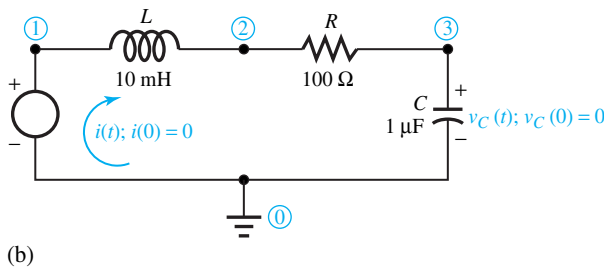 1
L
2
R
3
10 mH
100 Ω
+
−
i(t); i(0) = 0
C
1 μF
+
−
v_C (t); v_C (0) = 0
0
(b)